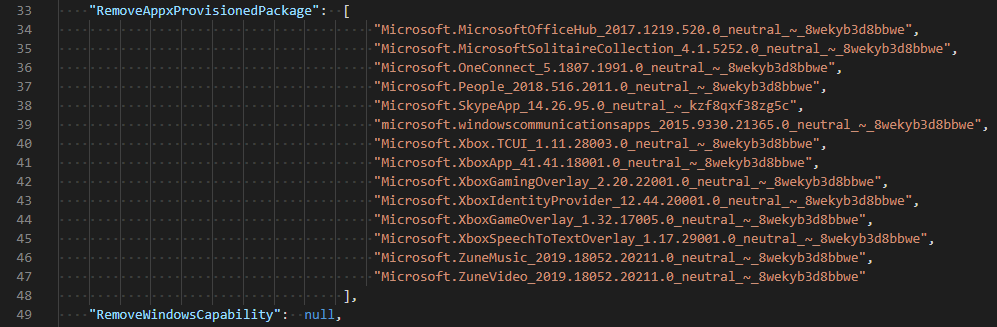 33 "RemoveAppxProvisionedPackage": [
34 "Microsoft.MicrosoftOfficeHub_2017.1219.520.0_neutral_~_8wekyb3d8bbwe",
35 "Microsoft.MicrosoftSolitaireCollection_4.1.5252.0_neutral_~_8wekyb3d8bbwe",
36 "Microsoft.OneConnect_5.1807.1991.0_neutral_~_8wekyb3d8bbwe",
37 "Microsoft.People_2018.516.2011.0_neutral_~_8wekyb3d8bbwe",
38 "Microsoft.SkypeApp_14.26.95.0_neutral_~_kzf8qxf38zg5c",
39 "microsoft.windowscommunicationsapps_2015.9330.21365.0_neutral_~_8wekyb3d8bbwe",
40 "Microsoft.Xbox.TCUI_1.11.28003.0_neutral_~_8wekyb3d8bbwe",
41 "Microsoft.XboxApp_41.41.18001.0_neutral_~_8wekyb3d8bbwe",
42 "Microsoft.XboxGamingOverlay_2.20.22001.0_neutral_~_8wekyb3d8bbwe",
43 "Microsoft.XboxIdentityProvider_12.44.20001.0_neutral_~_8wekyb3d8bbwe",
44 "Microsoft.XboxGameOverlay_1.32.17005.0_neutral_~_8wekyb3d8bbwe",
45 "Microsoft.XboxSpeechToTextOverlay_1.17.29001.0_neutral_~_8wekyb3d8bbwe",
46 "Microsoft.ZuneMusic_2019.18052.20211.0_neutral_~_8wekyb3d8bbwe",
47 "Microsoft.ZuneVideo_2019.18052.20211.0_neutral_~_8wekyb3d8bbwe"
48 ],
49 "RemoveWindowsCapability": null,